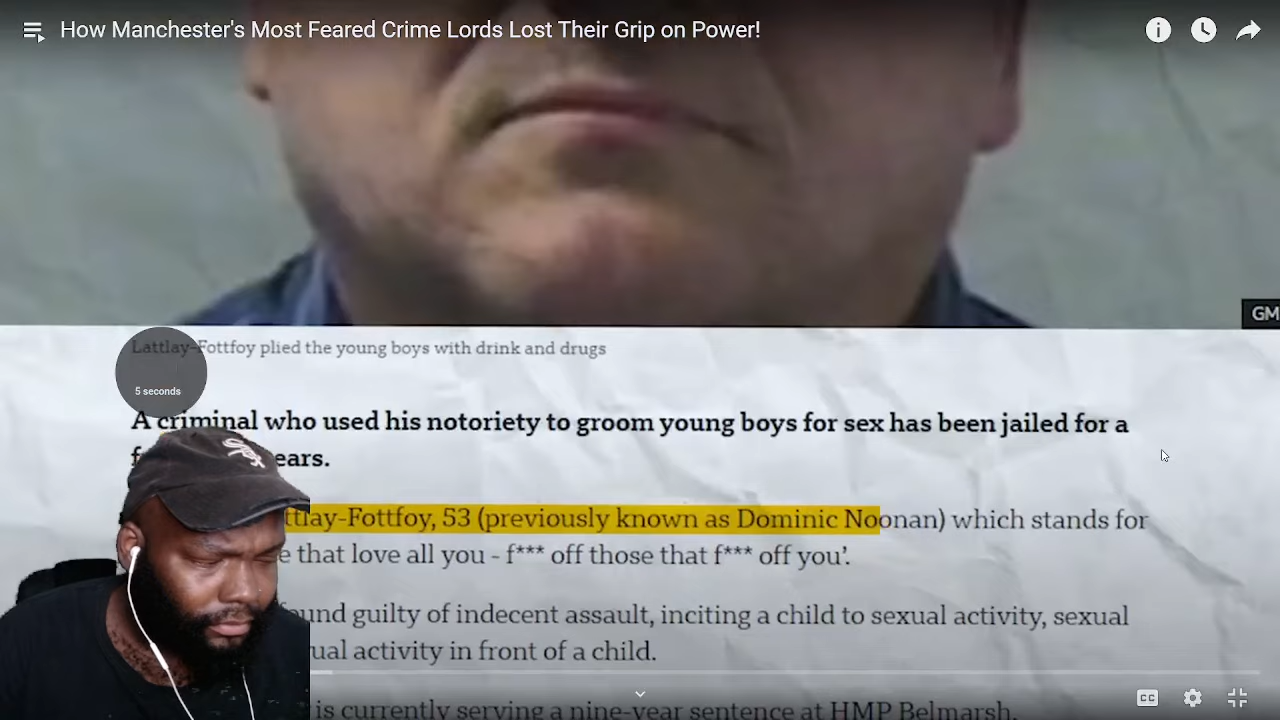 How Manchester's Most Feared Crime Lords Lost Their Grip on Power!
GM
Lattlay-Fottfoy plied the young boys with drink and drugs
5 seconds
A criminal who used his notoriety to groom young boys for sex has been jailed for a
ears.
ttlay-Fottfoy, 53 (previously known as Dominic Noonan) which stands for
e that love all you - f*** off those that f*** off you'.
ound guilty of indecent assault, inciting a child to sexual activity, sexual
ual activity in front of a child.
is currently serving a nine-year sentence at HMP Belmarsh.
CC